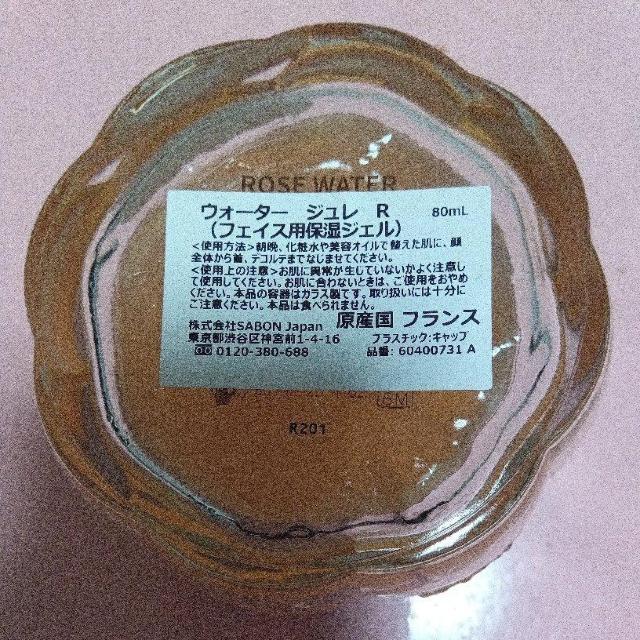 ROSE WATER
ウォーター ジュレ R 80mL
（フェイス用保湿ジェル）
＜使用方法＞朝晩、化粧水や美容オイルで整えた肌に、顔
全体から首、デコルテまでなじませてください。
＜使用上の注意＞お肌に異常が生じていないかよく注意し
て使用してください。お肌に合わないときは、ご使用をおやめ
ください。本品の容器はガラス製です。取り扱いには十分に
ご注意ください。本品は食べられません。
株式会社SABON Japan 原産国 フランス
東京都渋谷区神宮前1-4-16 プラスチック:キャップ
0120-380-688 品番: 60400731 A
R201